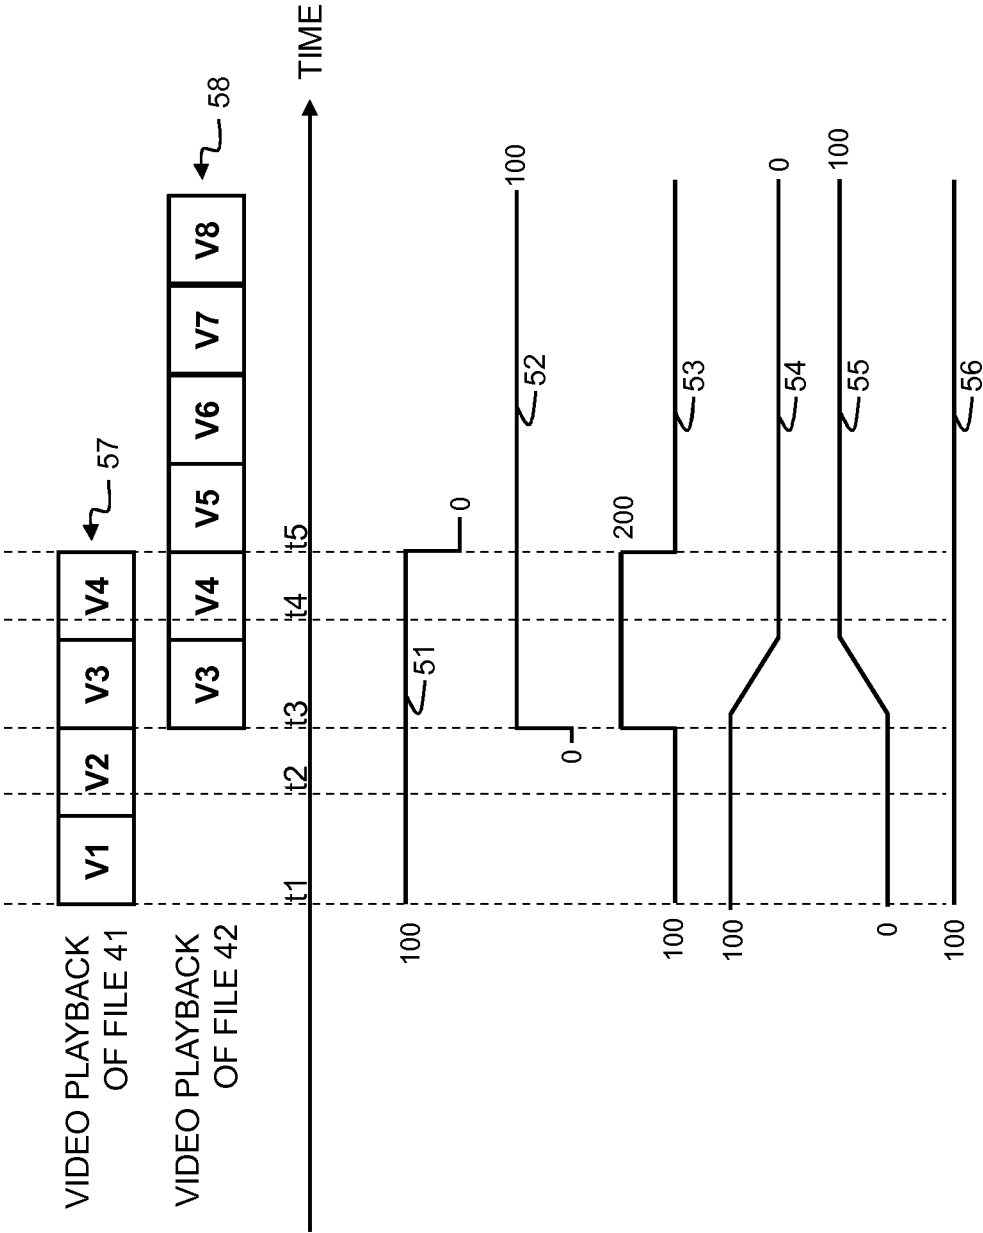 VIDEO PLAYBACK
OF FILE 41
V1 V2 V3 V4
57
VIDEO PLAYBACK
OF FILE 42
V3 V4 V5 V6 V7 V8
58
t1 t2 t3 t4 t5
TIME
100 51 0
0 52 100
100 200 53
100 54 0
0 55 100
100 56